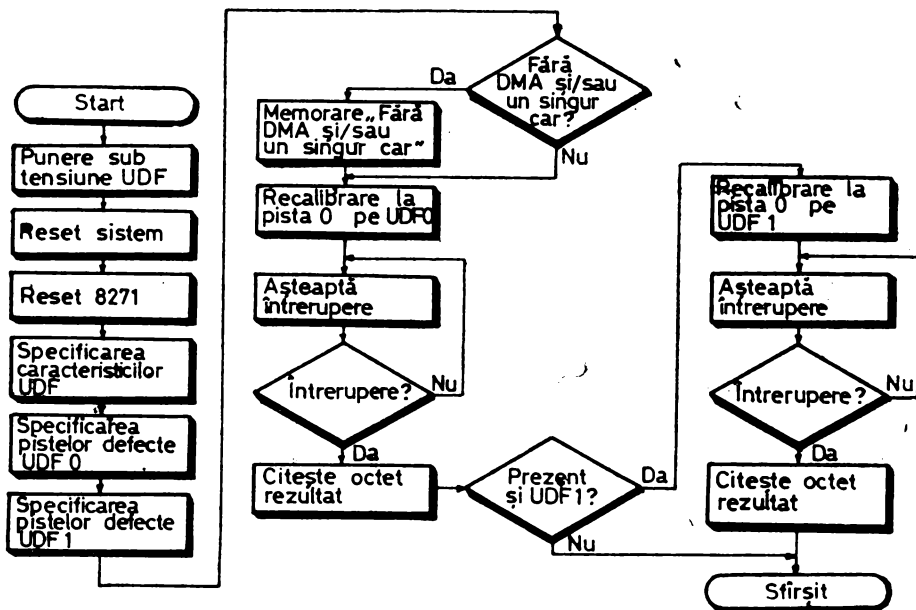 Start
Punere sub
tensiune UDF
Reset sistem
Reset 8271
Specificarea
caracteristicilor
UDF
Specificarea
pistelor defecte
UDF 0
Specificarea
pistelor defecte
UDF 1
Fără
DMA și/sau
un singur
car?
Da
Nu
Memorare „Fără
DMA și/sau
un singur car”
Recalibrare la
pista 0 pe UDF0
Așteaptă
întrerupere
Întrerupere?
Nu
Da
Citește octet
rezultat
Prezent
și UDF1?
Da
Nu
Recalibrare la
pista 0 pe
UDF 1
Așteaptă
întrerupere
Întrerupere?
Nu
Da
Citește octet
rezultat
Sfîrșit